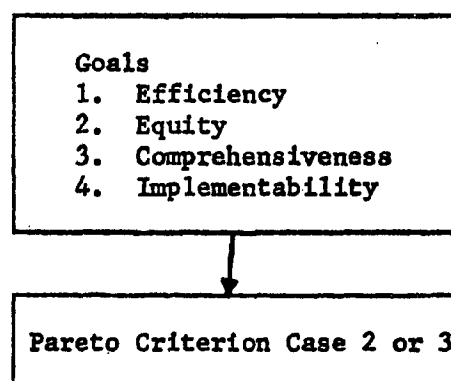 Goals
1. Efficiency
2. Equity
3. Comprehensiveness
4. Implementability
Pareto Criterion Case 2 or 3